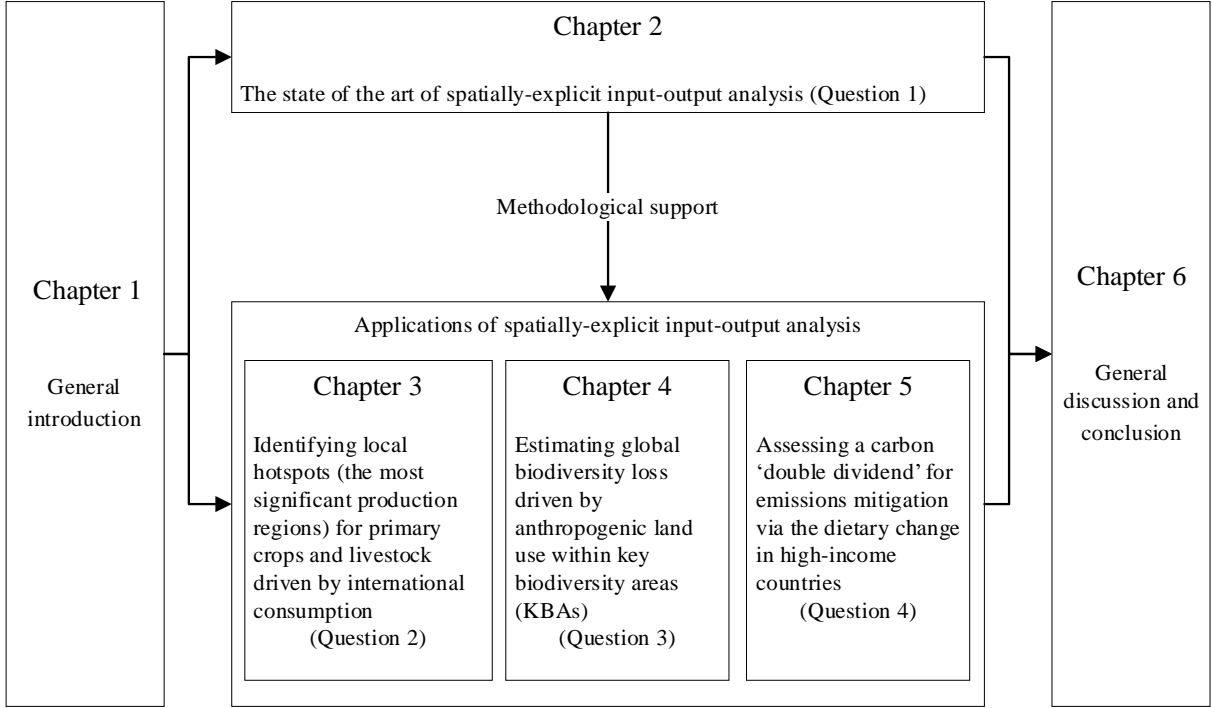 Chapter 1
General
introduction
Chapter 2
The state of the art of spatially-explicit input-output analysis (Question 1)
Methodological support
Applications of spatially-explicit input-output analysis
Chapter 3
Identifying local
hotspots (the most
significant production
regions) for primary
crops and livestock
driven by international
consumption
(Question 2)
Chapter 4
Estimating global
biodiversity loss
driven by
anthropogenic land
use within key
biodiversity areas
(KBAs)
(Question 3)
Chapter 5
Assessing a carbon
‘double dividend’ for
emissions mitigation
via the dietary change
in high-income
countries
(Question 4)
Chapter 6
General
discussion and
conclusion